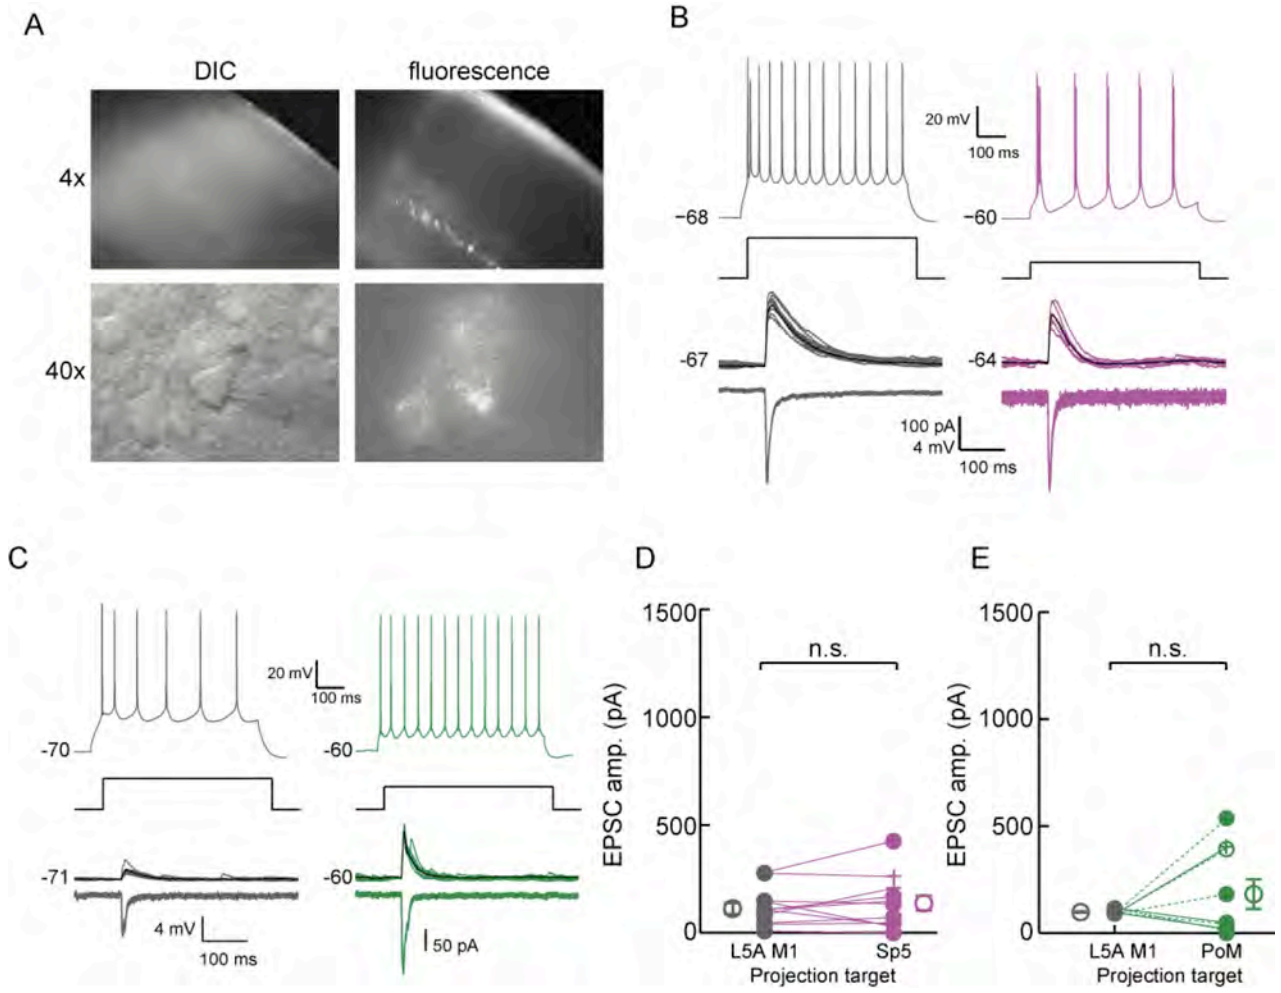 A
DIC
fluorescence
4x
40x
B
20 mV
100 ms
−68
−60
-67
-64
100 pA
4 mV
100 ms
C
20 mV
100 ms
-70
-60
-71
-60
4 mV
100 ms
50 pA
D
1500
1000
500
0
EPSC amp. (pA)
n.s.
L5A M1
Sp5
Projection target
E
1500
1000
500
0
EPSC amp. (pA)
n.s.
L5A M1
PoM
Projection target